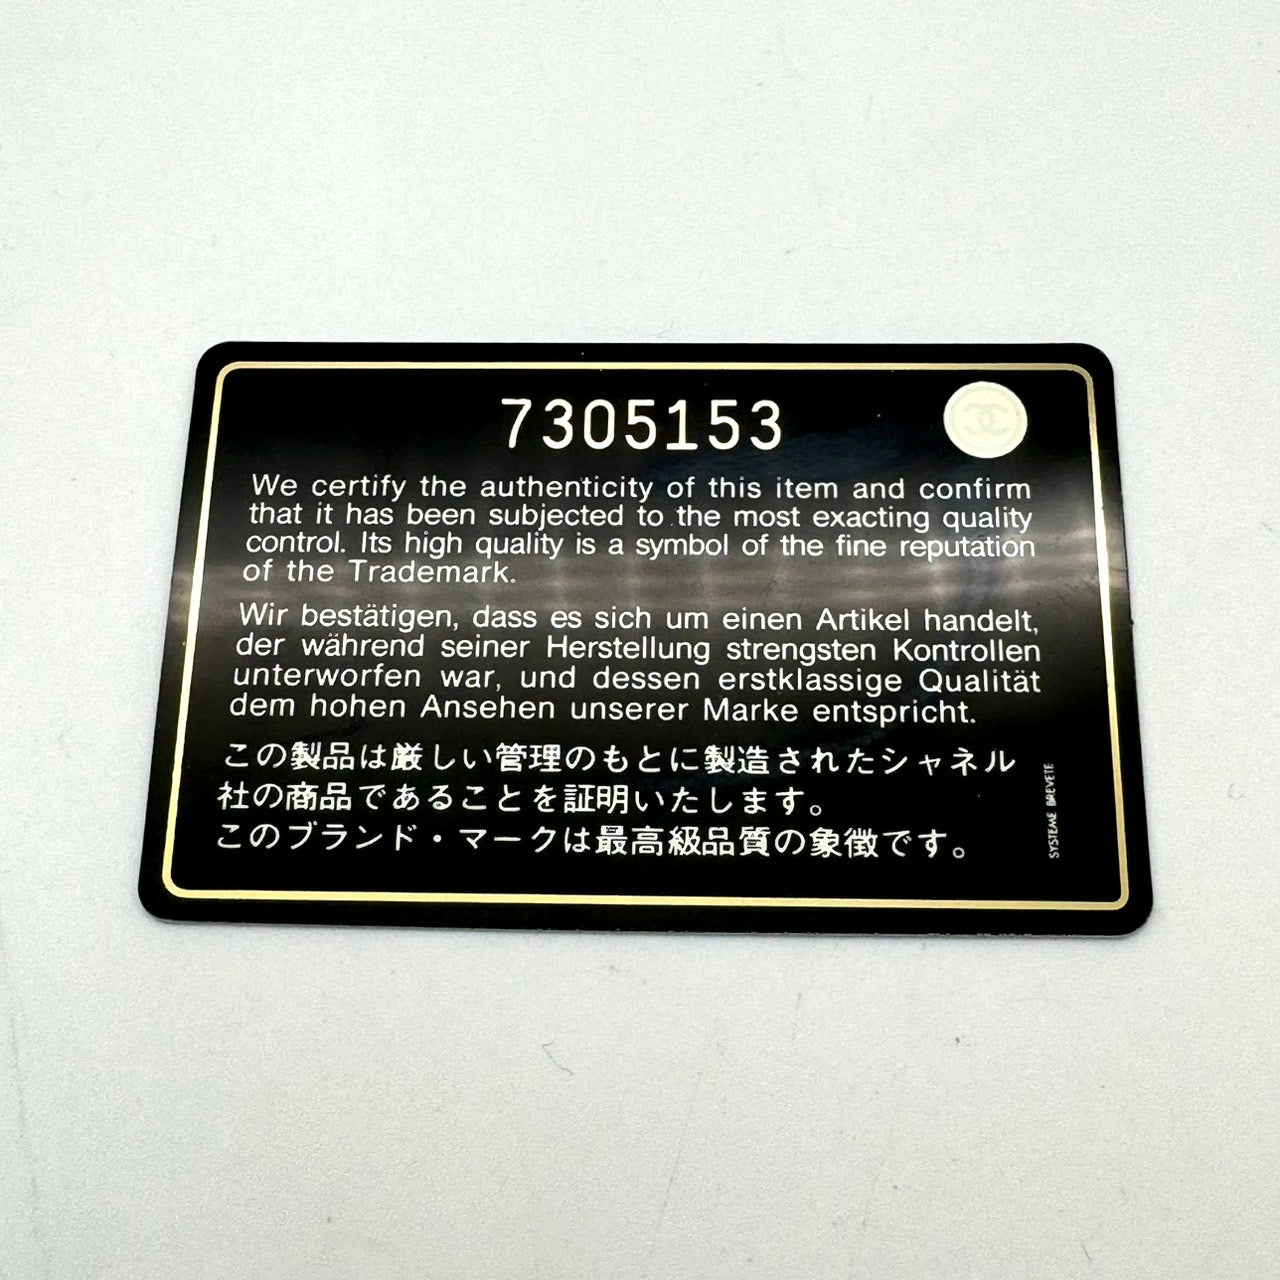 7305153
We certify the authenticity of this item and confirm
that it has been subjected to the most exacting quality
control. Its high quality is a symbol of the fine reputation
of the Trademark.
Wir bestätigen, dass es sich um einen Artikel handelt,
der während seiner Herstellung strengsten Kontrollen
unterworfen war, und dessen erstklassige Qualität
dem hohen Ansehen unserer Marke entspricht.
この製品は厳しい管理のもとに製造されたシャネル
社の商品であることを証明いたします。
このブランド・マークは最高級品質の象徴です。
SYSTEME BREVETE